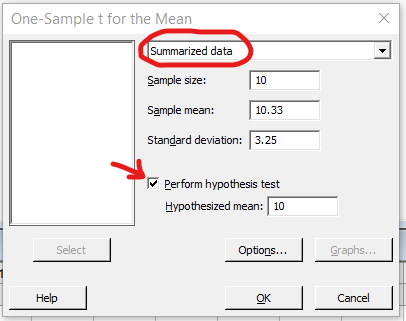 One-Sample t for the Mean
Summarized data
Sample size: 10
Sample mean: 10.33
Standard deviation: 3.25
Perform hypothesis test
Hypothesized mean: 10
Select
Options...
Graphs...
Help
OK
Cancel